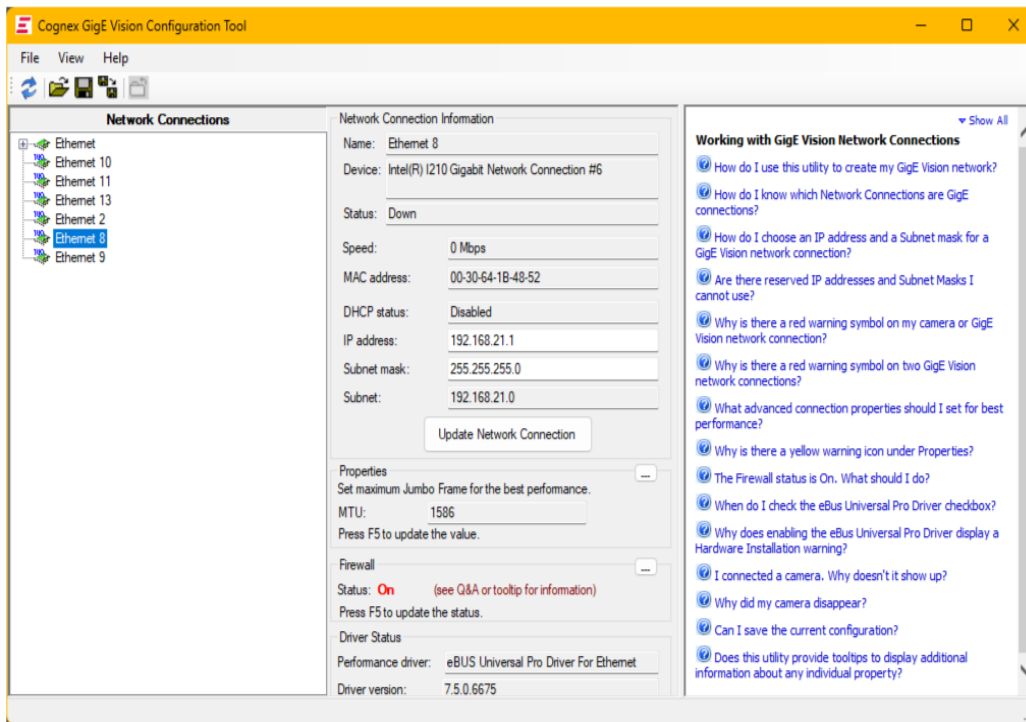 Cognex GigE Vision Configuration Tool
File View Help
Network Connections
Ethernet
Ethernet 10
Ethernet 11
Ethernet 13
Ethernet 2
Ethernet 8
Ethernet 9
Network Connection Information
Name: Ethernet 8
Device: Intel(R) I210 Gigabit Network Connection #6
Status: Down
Speed: 0 Mbps
MAC address: 00-30-64-1B-48-52
DHCP status: Disabled
IP address: 192.168.21.1
Subnet mask: 255.255.255.0
Subnet: 192.168.21.0
Update Network Connection
Properties
...
Set maximum Jumbo Frame for the best performance.
MTU: 1586
Press F5 to update the value.
Firewall
...
Status: On (see Q&A or tooltip for information)
Press F5 to update the status.
Driver Status
Performance driver: eBUS Universal Pro Driver For Ethernet
Driver version: 7.5.0.6675
Show All
Working with GigE Vision Network Connections
How do I use this utility to create my GigE Vision network?
How do I know which Network Connections are GigE
connections?
How do I choose an IP address and a Subnet mask for a
GigE Vision network connection?
Are there reserved IP addresses and Subnet Masks I
cannot use?
Why is there a red warning symbol on my camera or GigE
Vision network connection?
Why is there a red warning symbol on two GigE Vision
network connections?
What advanced connection properties should I set for best
performance?
Why is there a yellow warning icon under Properties?
The Firewall status is On. What should I do?
When do I check the eBus Universal Pro Driver checkbox?
Why does enabling the eBus Universal Pro Driver display a
Hardware Installation warning?
I connected a camera. Why doesn't it show up?
Why did my camera disappear?
Can I save the current configuration?
Does this utility provide tooltips to display additional
information about any individual property?